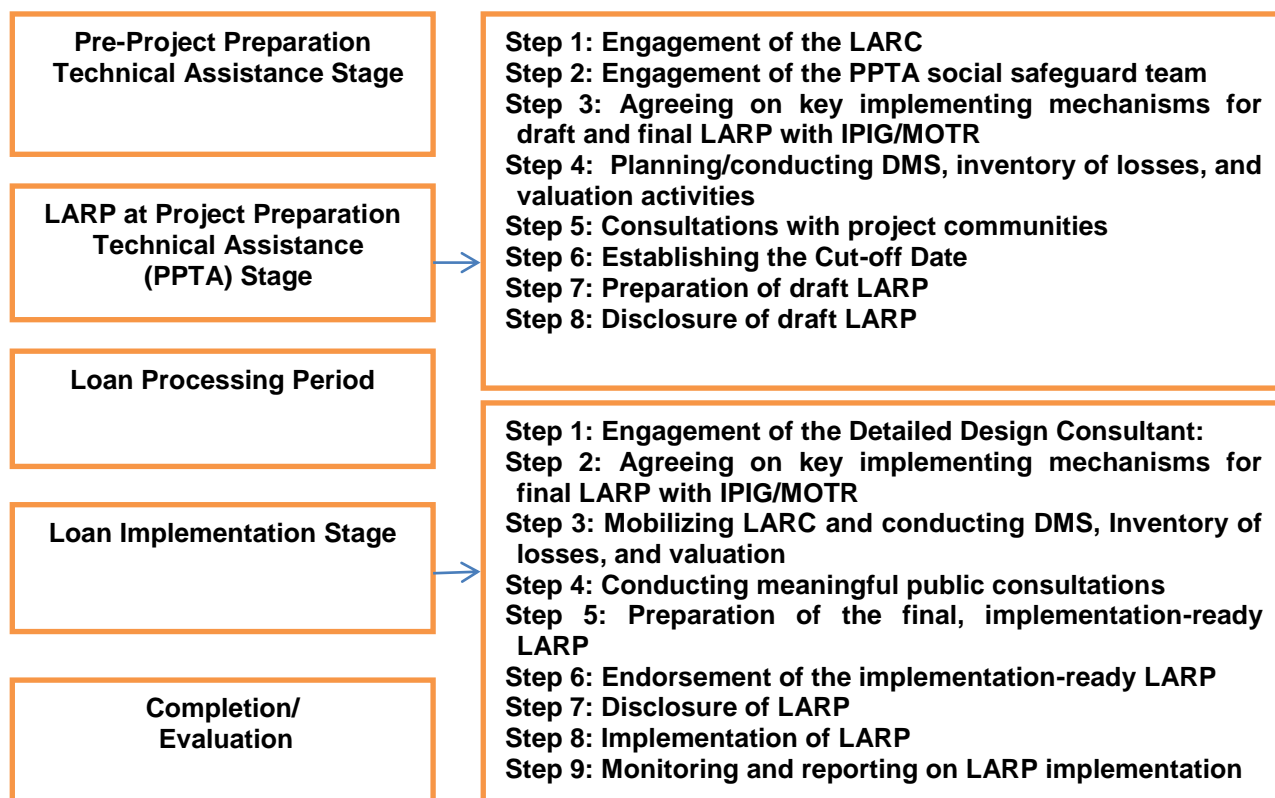 Pre-Project Preparation
Technical Assistance Stage
LARP at Project Preparation
Technical Assistance
(PPTA) Stage
Loan Processing Period
Loan Implementation Stage
Completion/
Evaluation
Step 1: Engagement of the LARC
Step 2: Engagement of the PPTA social safeguard team
Step 3: Agreeing on key implementing mechanisms for
draft and final LARP with IPIG/MOTR
Step 4: Planning/conducting DMS, inventory of losses, and
valuation activities
Step 5: Consultations with project communities
Step 6: Establishing the Cut-off Date
Step 7: Preparation of draft LARP
Step 8: Disclosure of draft LARP
Step 1: Engagement of the Detailed Design Consultant:
Step 2: Agreeing on key implementing mechanisms for
final LARP with IPIG/MOTR
Step 3: Mobilizing LARC and conducting DMS, Inventory of
losses, and valuation
Step 4: Conducting meaningful public consultations
Step 5: Preparation of the final, implementation-ready
LARP
Step 6: Endorsement of the implementation-ready LARP
Step 7: Disclosure of LARP
Step 8: Implementation of LARP
Step 9: Monitoring and reporting on LARP implementation